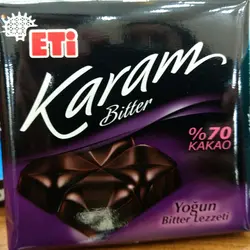 ETi
Karam
Bitter
%70
KAKAO
Yoğun
Bitter Lezzeti